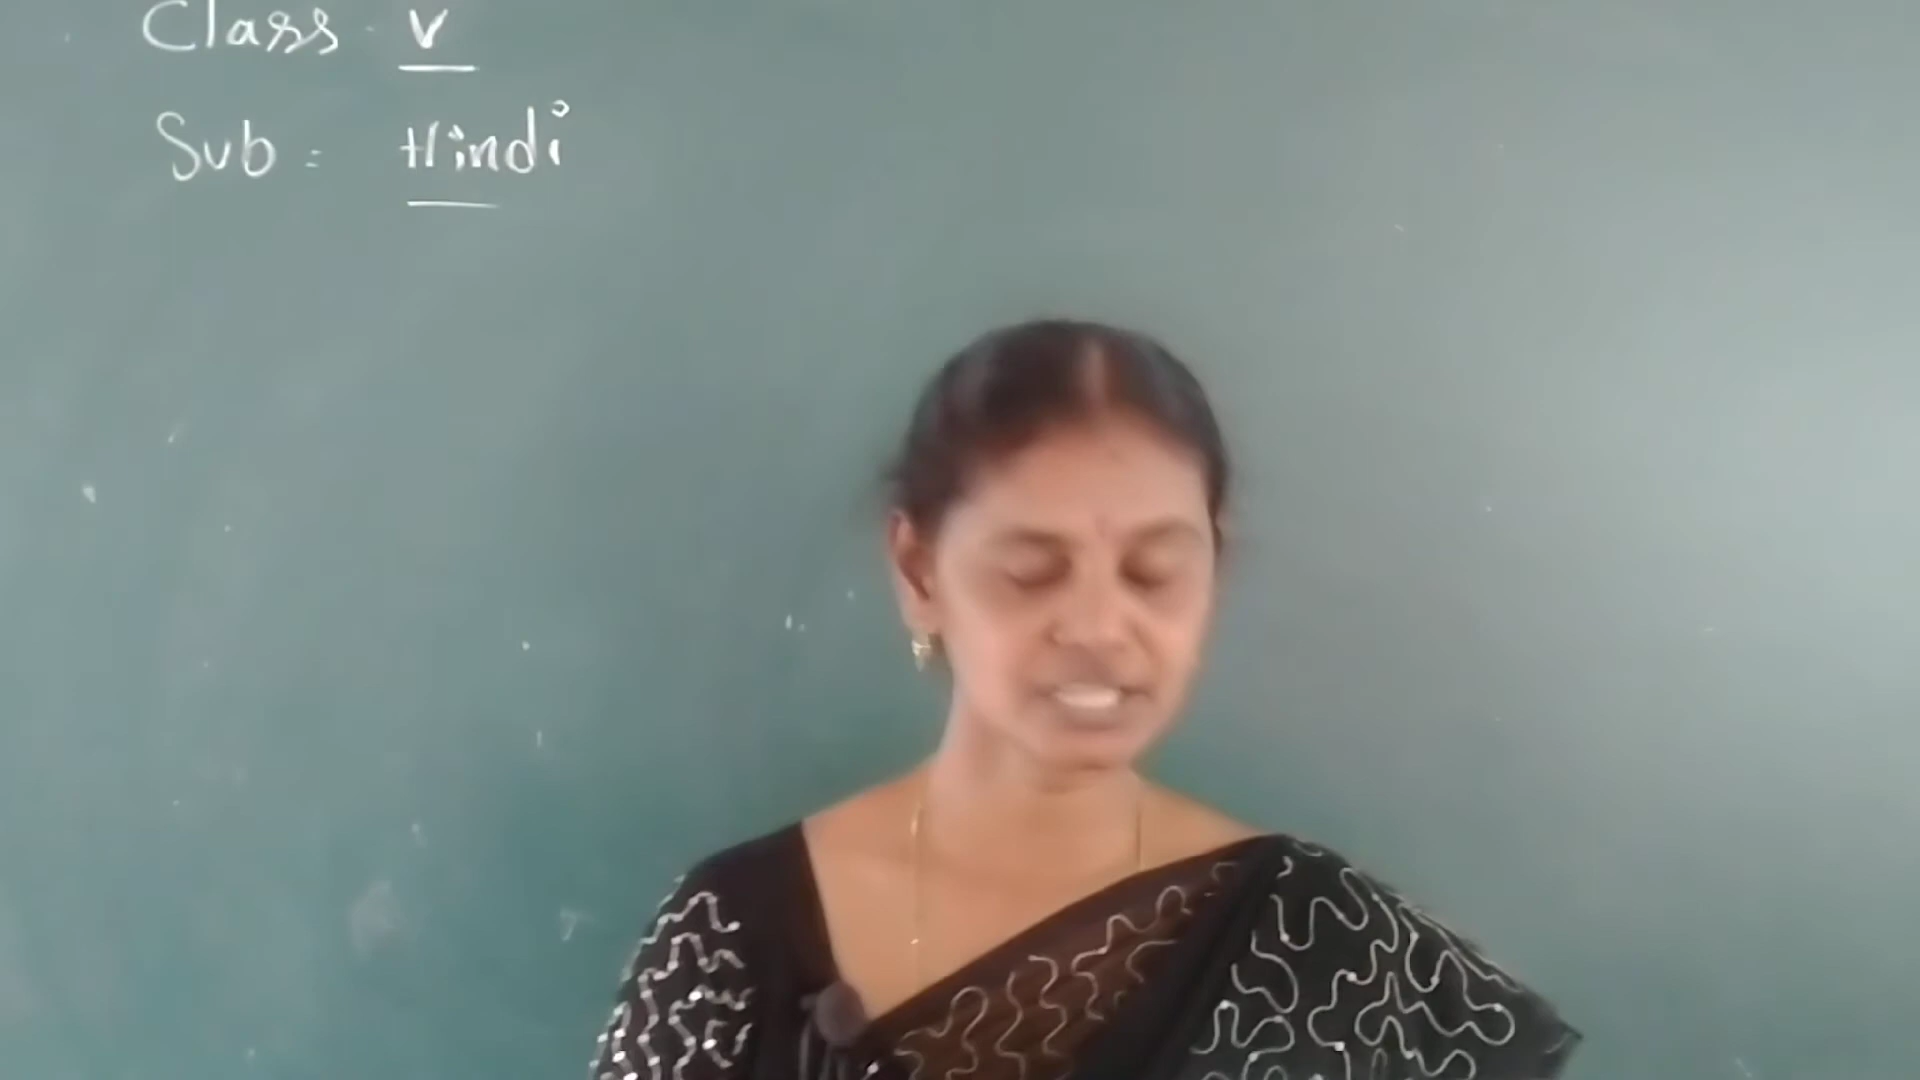 Class - V
Sub = Hindi